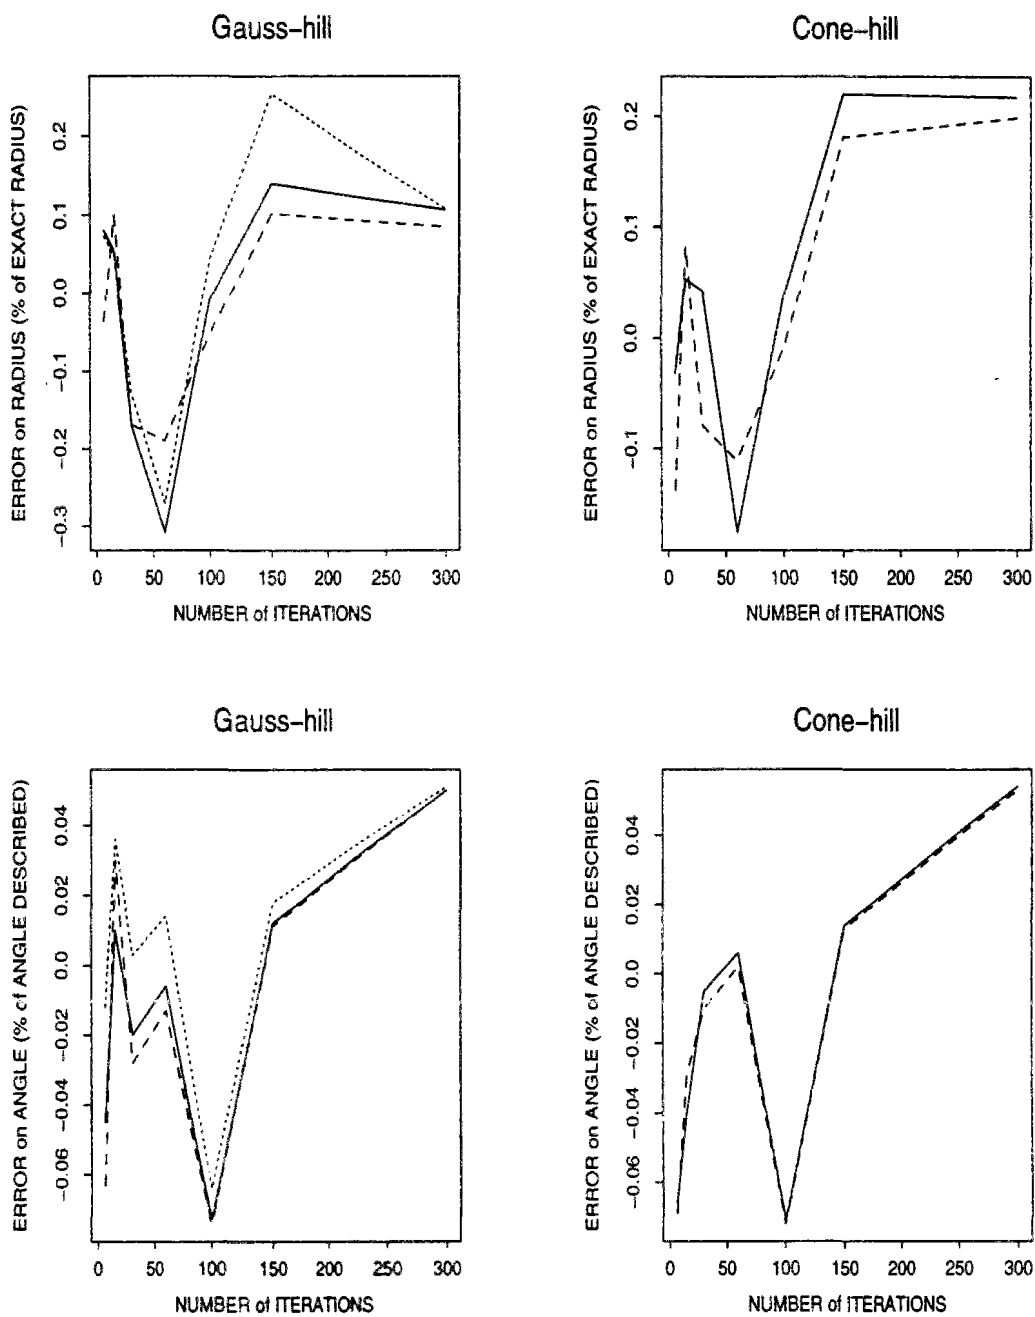 Gauss-hill
Cone-hill
ERROR on RADIUS (% of EXACT RADIUS)
0.2
0.1
0.0
-0.1
-0.2
-0.3
0 50 100 150 200 250 300
NUMBER of ITERATIONS
ERROR on RADIUS (% of EXACT RADIUS)
0.2
0.1
0.0
-0.1
0 50 100 150 200 250 300
NUMBER of ITERATIONS
Gauss-hill
Cone-hill
ERROR on ANGLE (% of ANGLE DESCRIBED)
0.04
0.02
0.0
-0.02
-0.04
-0.06
0 50 100 150 200 250 300
NUMBER of ITERATIONS
ERROR on ANGLE (% of ANGLE DESCRIBED)
0.04
0.02
0.0
-0.02
-0.04
-0.06
0 50 100 150 200 250 300
NUMBER of ITERATIONS